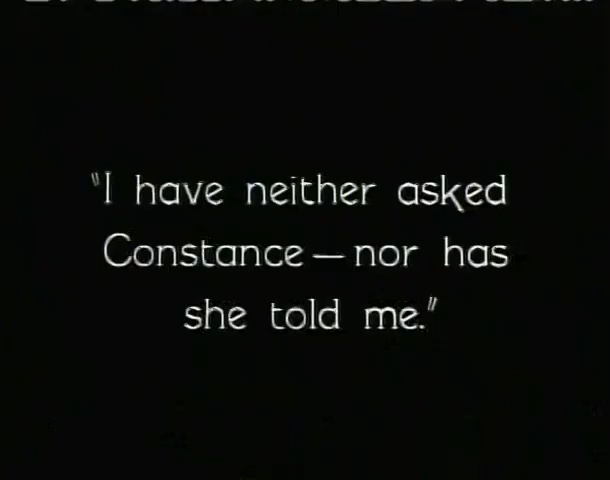 "I have neither asked
Constance — nor has
she told me."